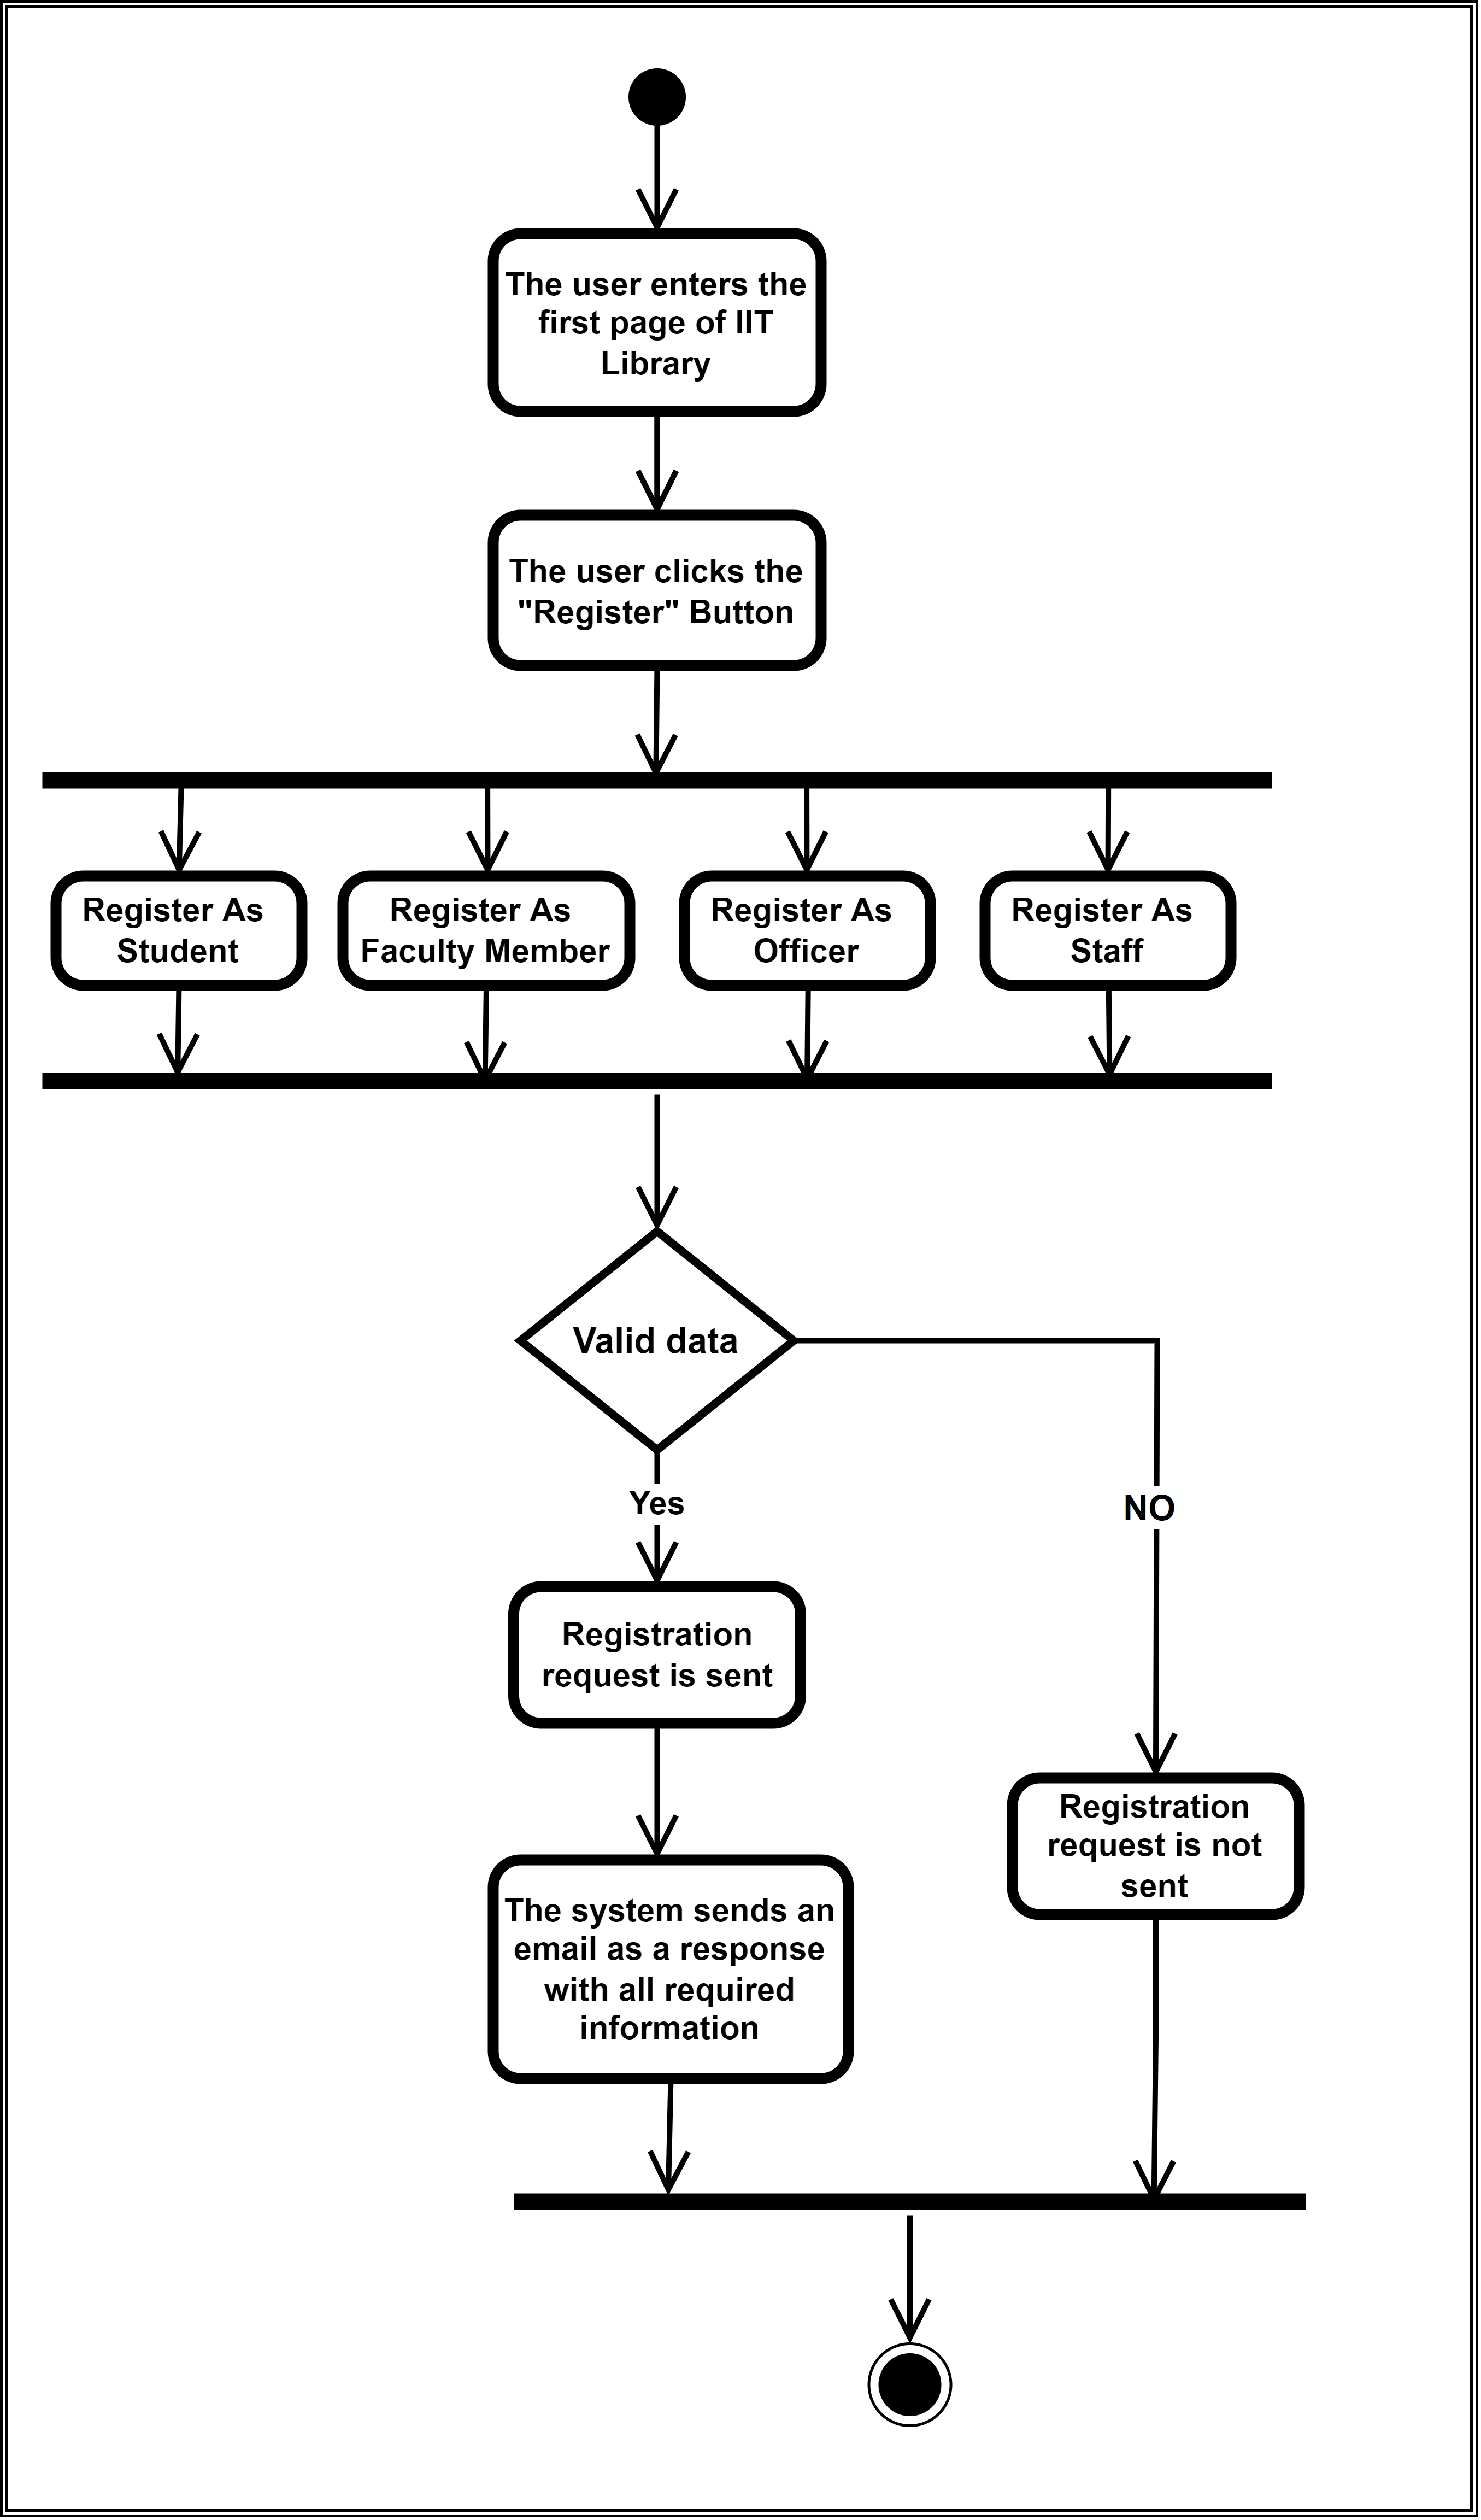 The user enters the
first page of IIT
Library
The user clicks the
"Register" Button
Register As
Student
Register As
Faculty Member
Register As
Officer
Register As
Staff
Valid data
Yes
NO
Registration
request is sent
Registration
request is not
sent
The system sends an
email as a response
with all required
information